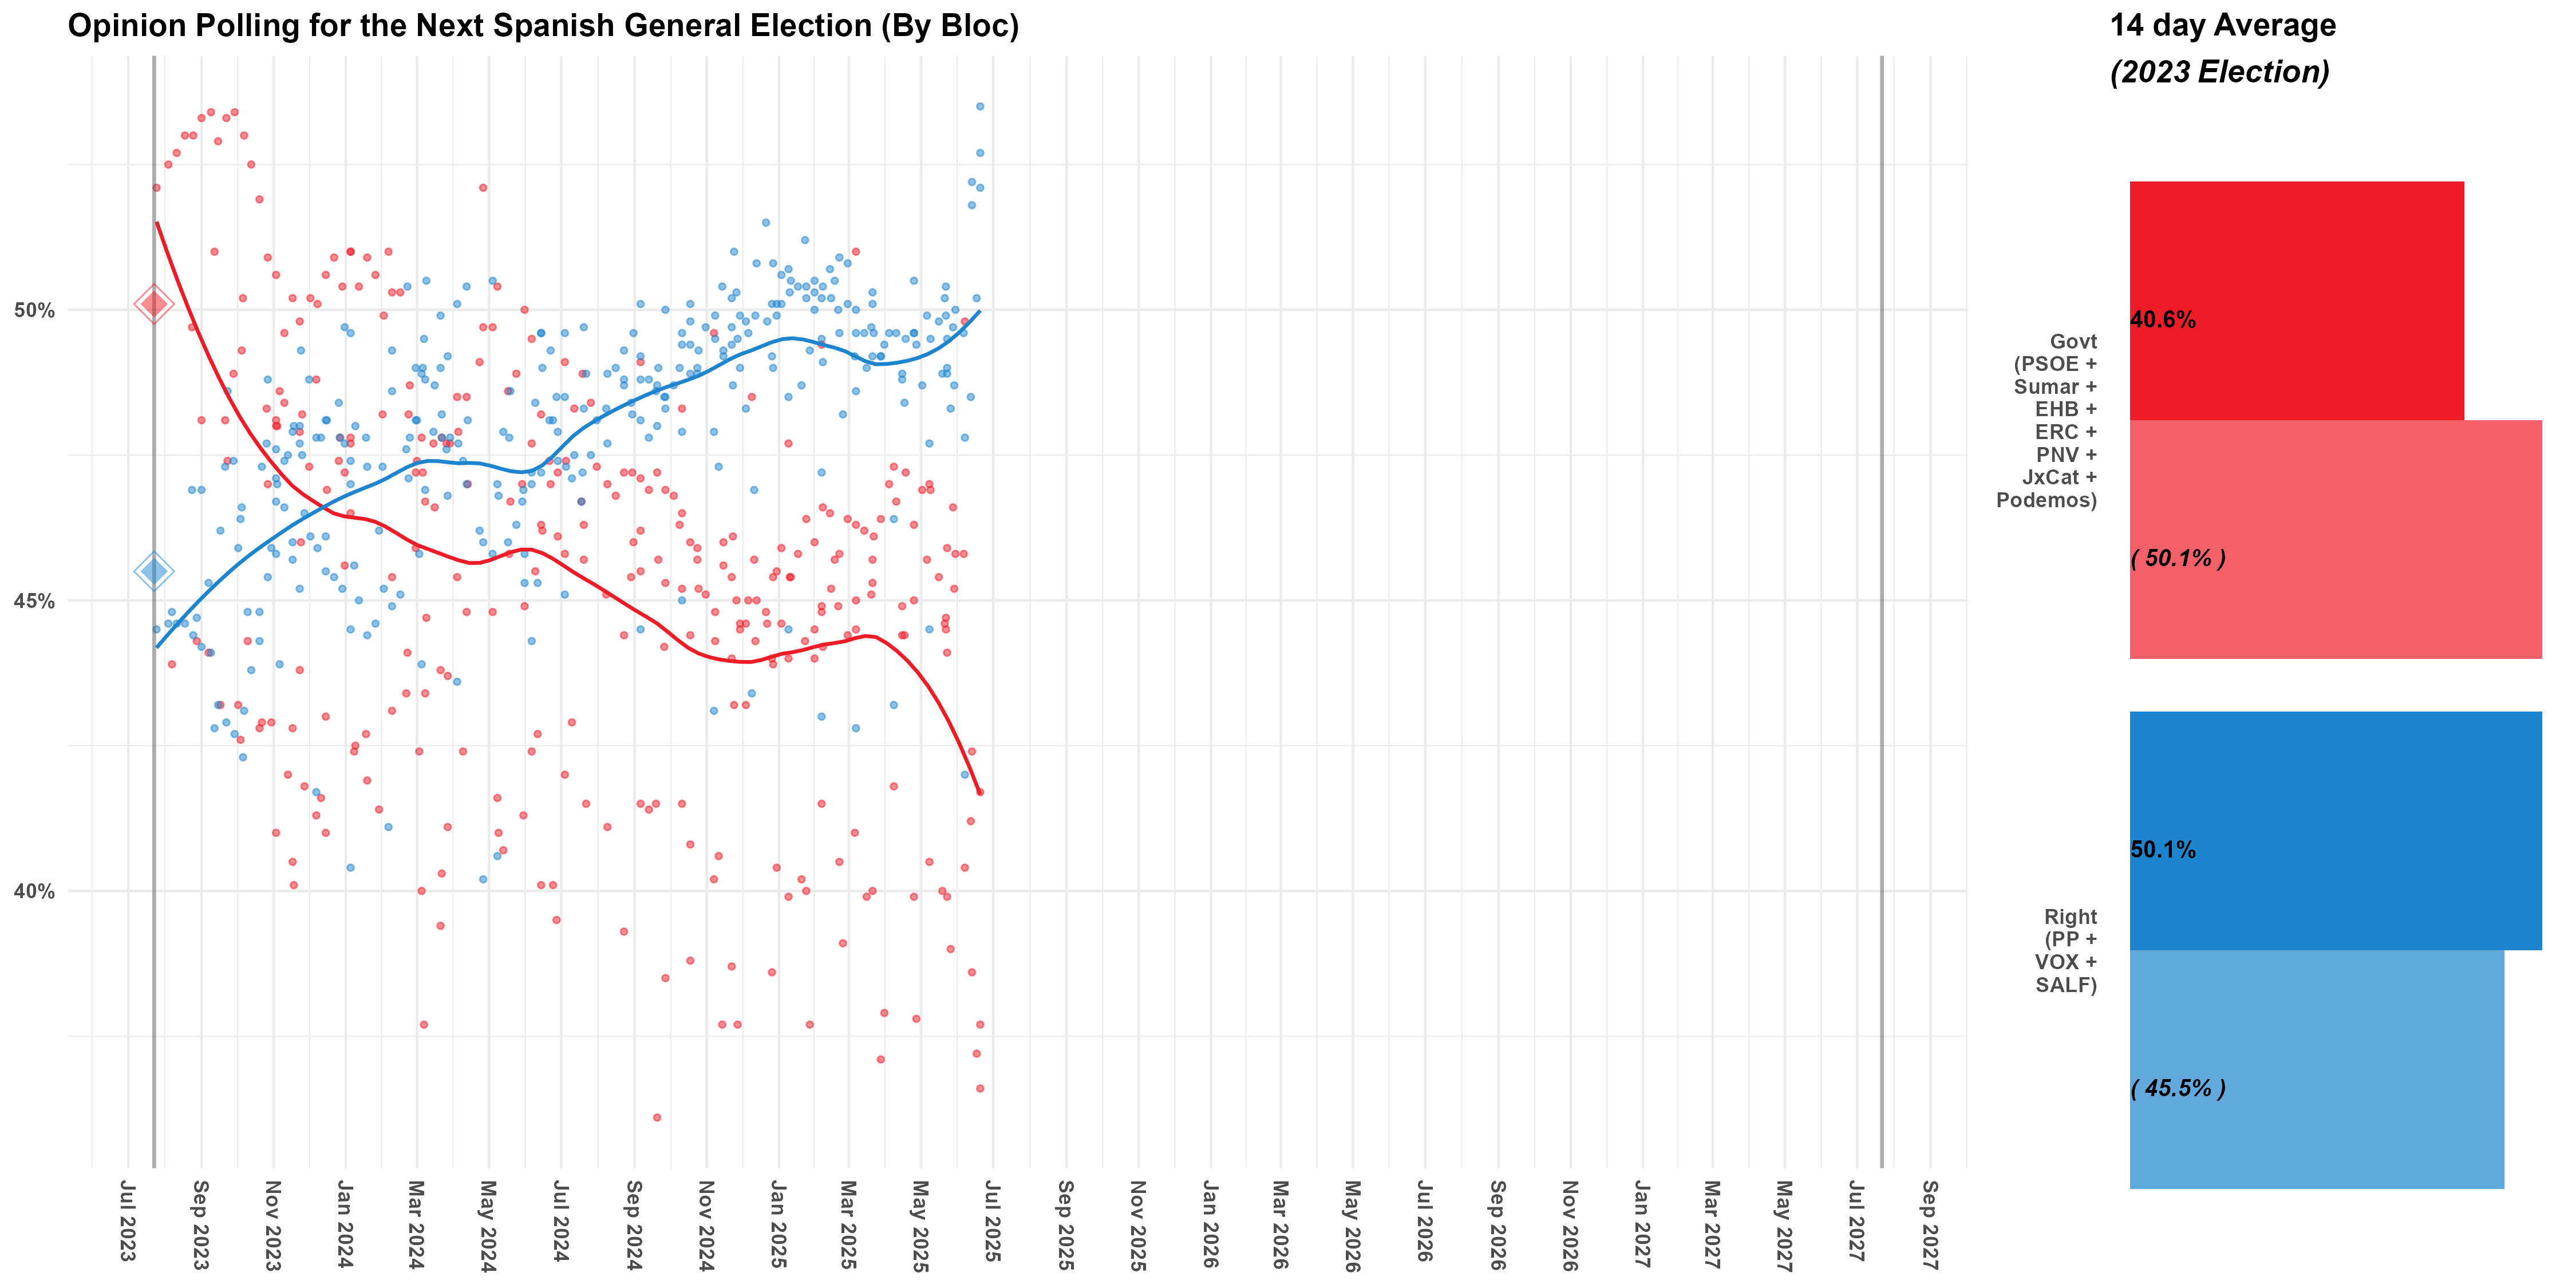 Opinion Polling for the Next Spanish General Election (By Bloc)
14 day Average
(2023 Election)
50%
45%
40%
Jul 2023
Sep 2023
Nov 2023
Jan 2024
Mar 2024
May 2024
Jul 2024
Sep 2024
Nov 2024
Jan 2025
Mar 2025
May 2025
Jul 2025
Sep 2025
Nov 2025
Jan 2026
Mar 2026
May 2026
Jul 2026
Sep 2026
Nov 2026
Jan 2027
Mar 2027
May 2027
Jul 2027
Sep 2027
Govt
(PSOE +
Sumar +
EHB +
ERC +
PNV +
JxCat +
Podemos)
40.6%
( 50.1% )
Right
(PP +
VOX +
SALF)
50.1%
( 45.5% )